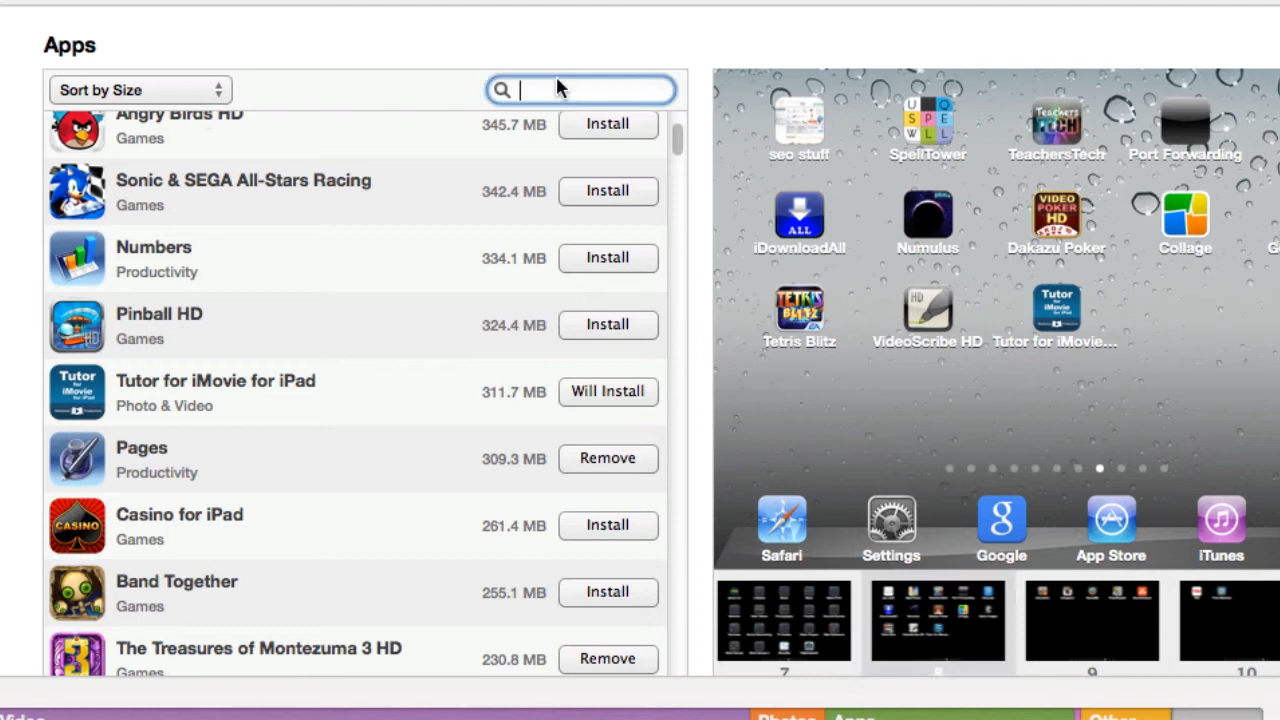 Apps
Sort by Size
Angry Birds HD
Games
345.7 MB
Install
Sonic & SEGA All-Stars Racing
Games
342.4 MB
Install
Numbers
Productivity
334.1 MB
Install
Pinball HD
Games
324.4 MB
Install
Tutor for iMovie for iPad
Photo & Video
311.7 MB
Will Install
Pages
Productivity
309.3 MB
Remove
Casino for iPad
Games
261.4 MB
Install
Band Together
Games
255.1 MB
Install
The Treasures of Montezuma 3 HD
Games
230.8 MB
Remove
seo stuff
SpellTower
TeachersTech
Port Forwarding
iDownloadAll
Numulus
Dakazu Poker
Collage
Tetris Blitz
VideoScribe HD
Tutor for iMovie...
Safari
Settings
Google
App Store
iTunes
7
9
10
Video
Photos
Apps
Other